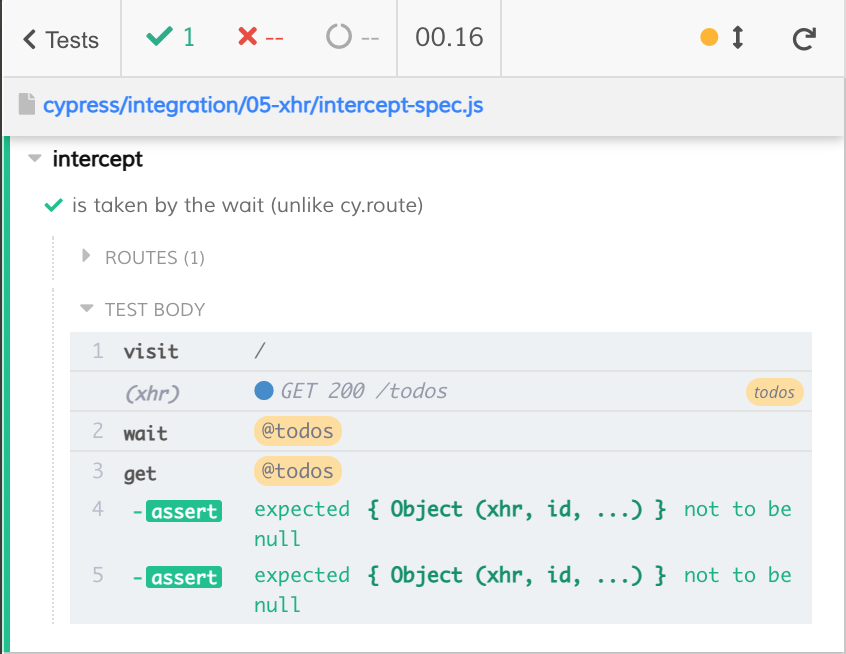 Tests 1 -- -- 00.16
cypress/integration/05-xhr/intercept-spec.js
intercept
is taken by the wait (unlike cy.route)
ROUTES (1)
TEST BODY
1 visit /
(xhr) GET 200 /todos todos
2 wait @todos
3 get @todos
4 - assert expected { Object (xhr, id, ...) } not to be
null
5 - assert expected { Object (xhr, id, ...) } not to be
null